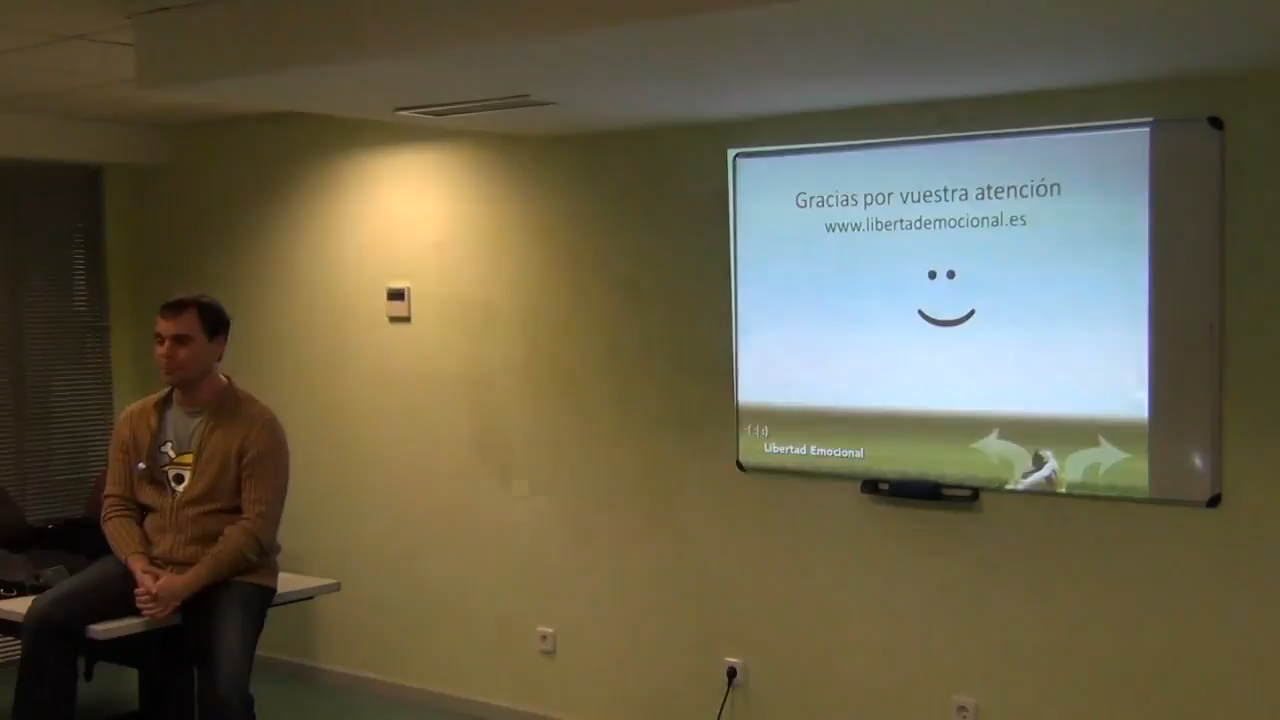 Gracias por vuestra atención
www.libertademocional.es
:-( :| :)
Libertad Emocional